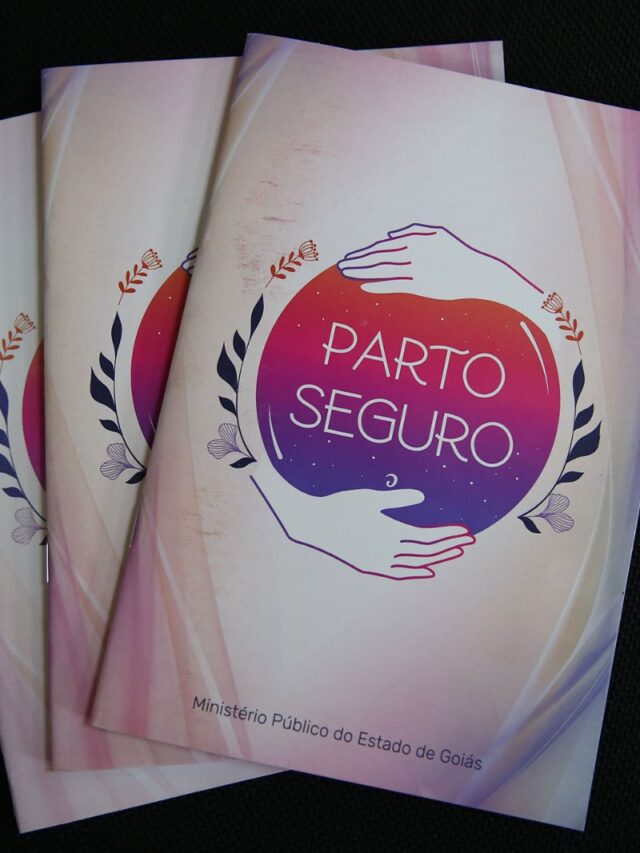 PARTO
SEGURO
Ministério Público do Estado de Goiás